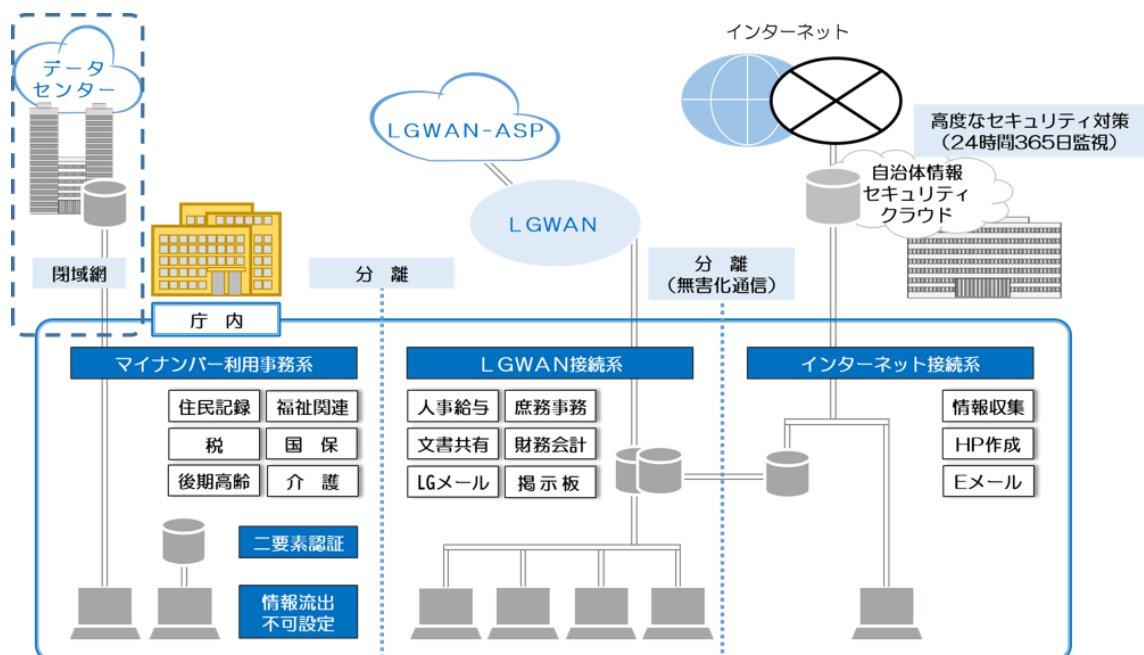 データ
センター
閉域網
LGWAN-ASP
LGWAN
インターネット
高度なセキュリティ対策
（24時間365日監視）
自治体情報
セキュリティ
クラウド
分 離
分 離
（無害化通信）
庁 内
マイナンバー利用事務系
住民記録
福祉関連
税
国 保
後期高齢
介 護
二要素認証
情報流出
不可設定
ＬＧWAN接続系
人事給与
庶務事務
文書共有
財務会計
LGメール
掲示板
インターネット接続系
情報収集
HP作成
Eメール